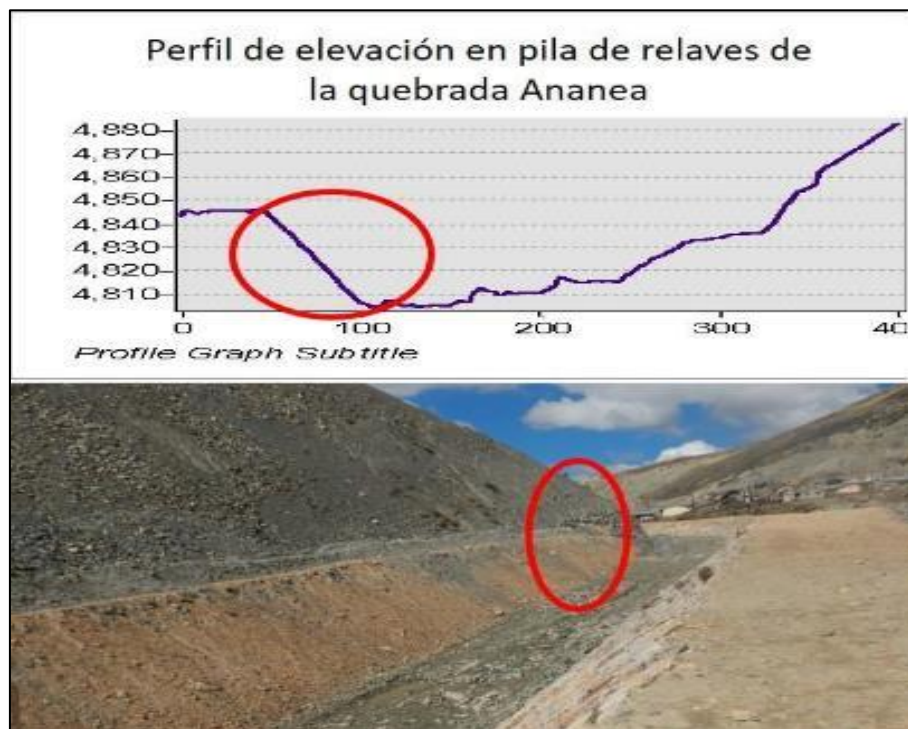 Perfil de elevación en pila de relaves de
la quebrada Ananea
4,880
4,870
4,860
4,850
4,840
4,830
4,820
4,810
0 100 200 300 40
Profile Graph Subtitle